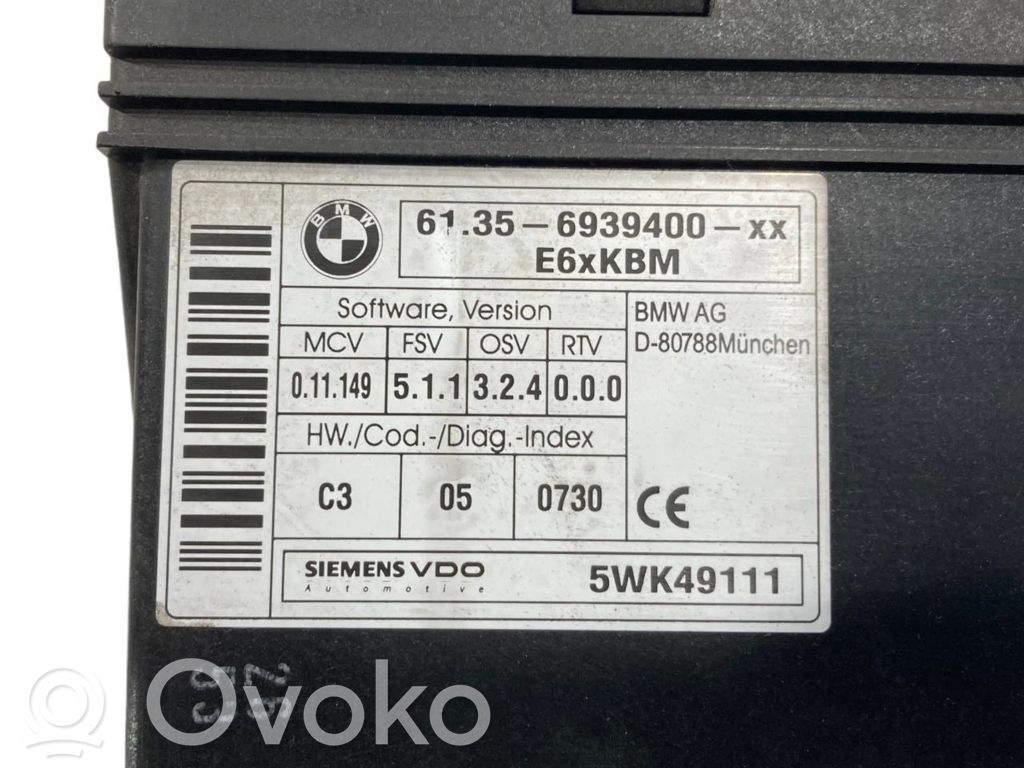 BMW
61.35 - 6939400 - xx
E6xKBM
Software, Version
MCV FSV OSV RTV
0.11.149 5.1.1 3.2.4 0.0.0
HW./Cod.-/Diag.-Index
C3 05 0730
BMW AG
D-80788München
CE
SIEMENS VDO
Automotive
5WK49111
Ovoko